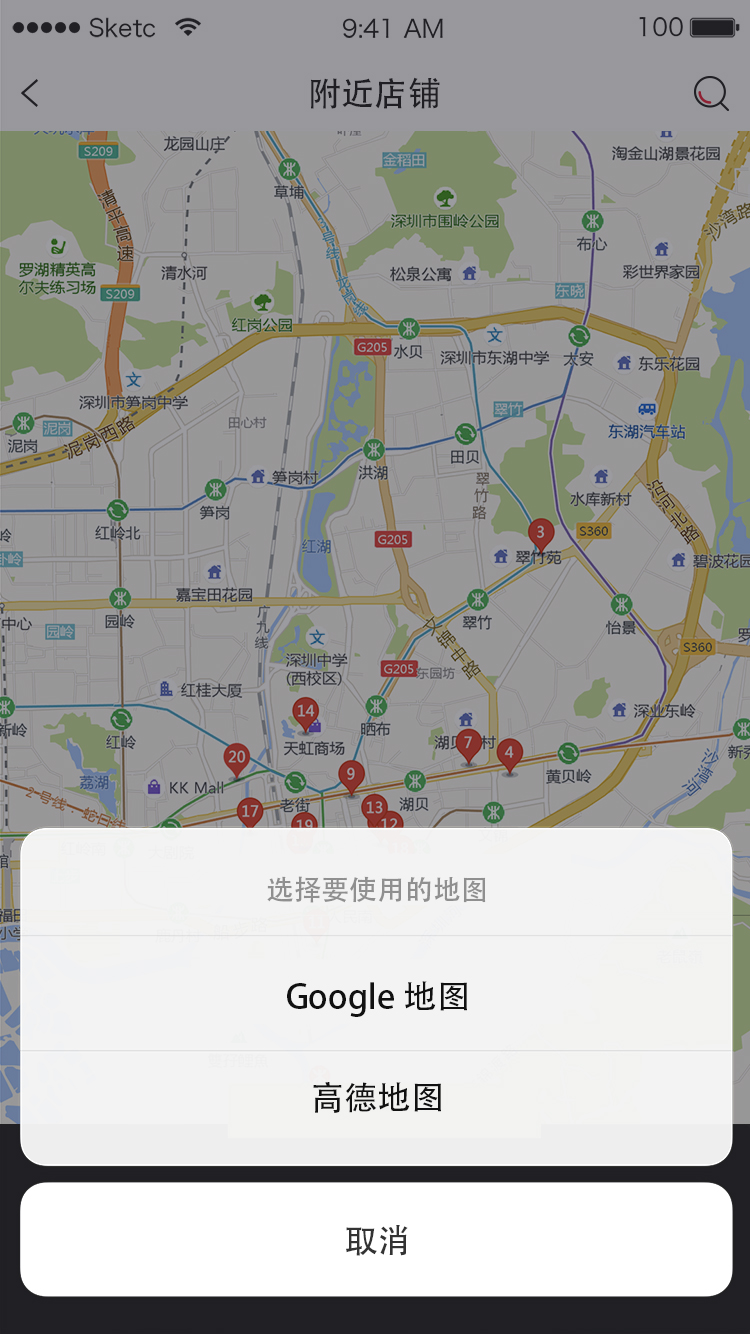 Sketc
9:41 AM
100
附近店铺
S209
龙园山庄
草埔
金稻田
淘金山湖景花园
清平高速
深圳市围岭公园
布心
沙湾路
罗湖精英高
尔夫练习场
S209
清水河
松泉公寓
彩世界家园
东晓
红岗公园
G205
水贝
深圳市东湖中学
太安
东乐花园
深圳市笋岗中学
翠竹
泥岗
泥岗
泥岗西路
田心村
田贝
东湖汽车站
笋岗村
洪湖
翠竹路
笋岗
水库新村
沿河北路
红岭北
3
S360
岭
红湖
G205
翠竹苑
碧波花园
嘉宝田花园
中心
园岭
园岭
广九线
翠竹
怡景
深圳中学
(西校区)
G205
东园坊
S360
罗
红桂大厦
14
深业东岭
新岭
红岭
天虹商场
晒布
湖贝
村
7
4
20
9
黄贝岭
新秀
荔湖
KK Mall
老街
湖贝
沙湾河
2号线·蛇口线
17
13
19
12
馆
福田
小学
选择要使用的地图
Google 地图
高德地图
取消